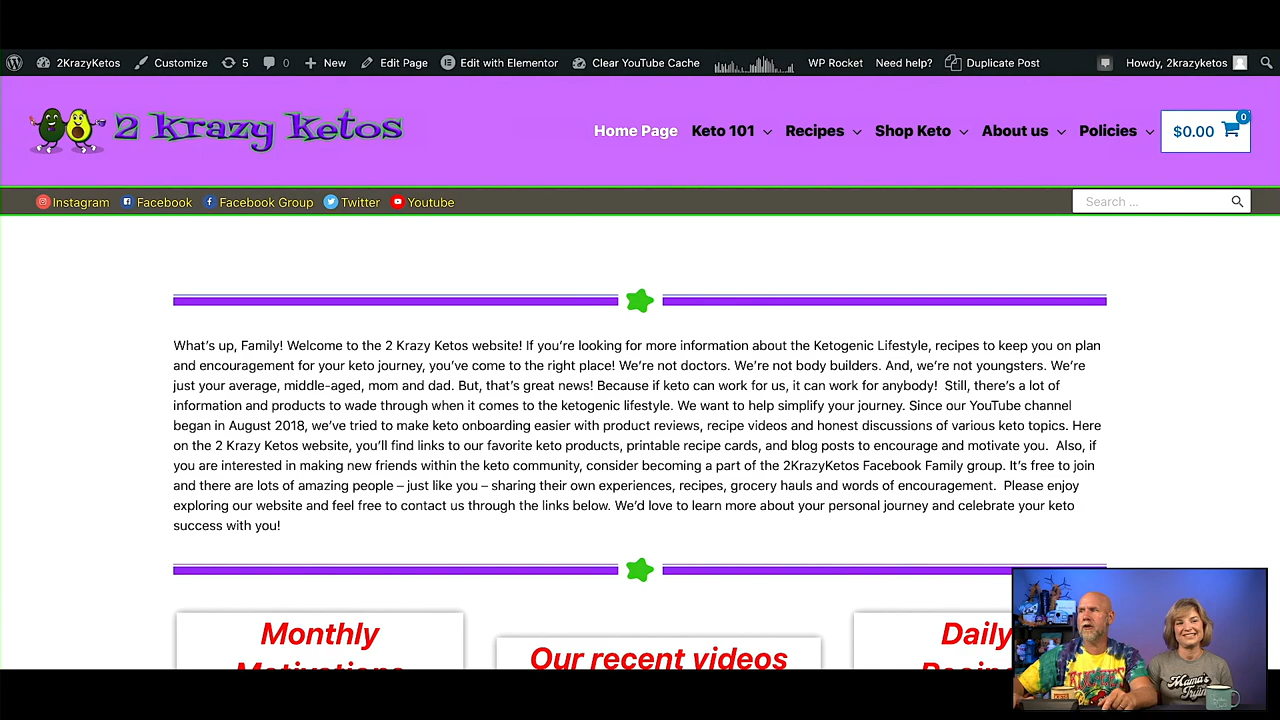 2KrazyKetos Customize 5 0 New Edit Page Edit with Elementor Clear YouTube Cache WP Rocket Need help? Duplicate Post Howdy, 2krazyketos
2 Krazy Ketos
Home Page Keto 101 Recipes Shop Keto About us Policies $0.00 0
Instagram Facebook Facebook Group Twitter Youtube Search ...
What’s up, Family! Welcome to the 2 Krazy Ketos website! If you’re looking for more information about the Ketogenic Lifestyle, recipes to keep you on plan
and encouragement for your keto journey, you’ve come to the right place! We’re not doctors. We’re not body builders. And, we’re not youngsters. We’re
just your average, middle-aged, mom and dad. But, that’s great news! Because if keto can work for us, it can work for anybody!  Still, there’s a lot of
information and products to wade through when it comes to the ketogenic lifestyle. We want to help simplify your journey. Since our YouTube channel
began in August 2018, we’ve tried to make keto onboarding easier with product reviews, recipe videos and honest discussions of various keto topics. Here
on the 2 Krazy Ketos website, you’ll find links to our favorite keto products, printable recipe cards, and blog posts to encourage and motivate you.  Also, if
you are interested in making new friends within the keto community, consider becoming a part of the 2KrazyKetos Facebook Family group. It’s free to join
and there are lots of amazing people – just like you – sharing their own experiences, recipes, grocery hauls and words of encouragement.  Please enjoy
exploring our website and feel free to contact us through the links below. We’d love to learn more about your personal journey and celebrate your keto
success with you!
Monthly
Motivations
Our recent videos
Daily
Mama's